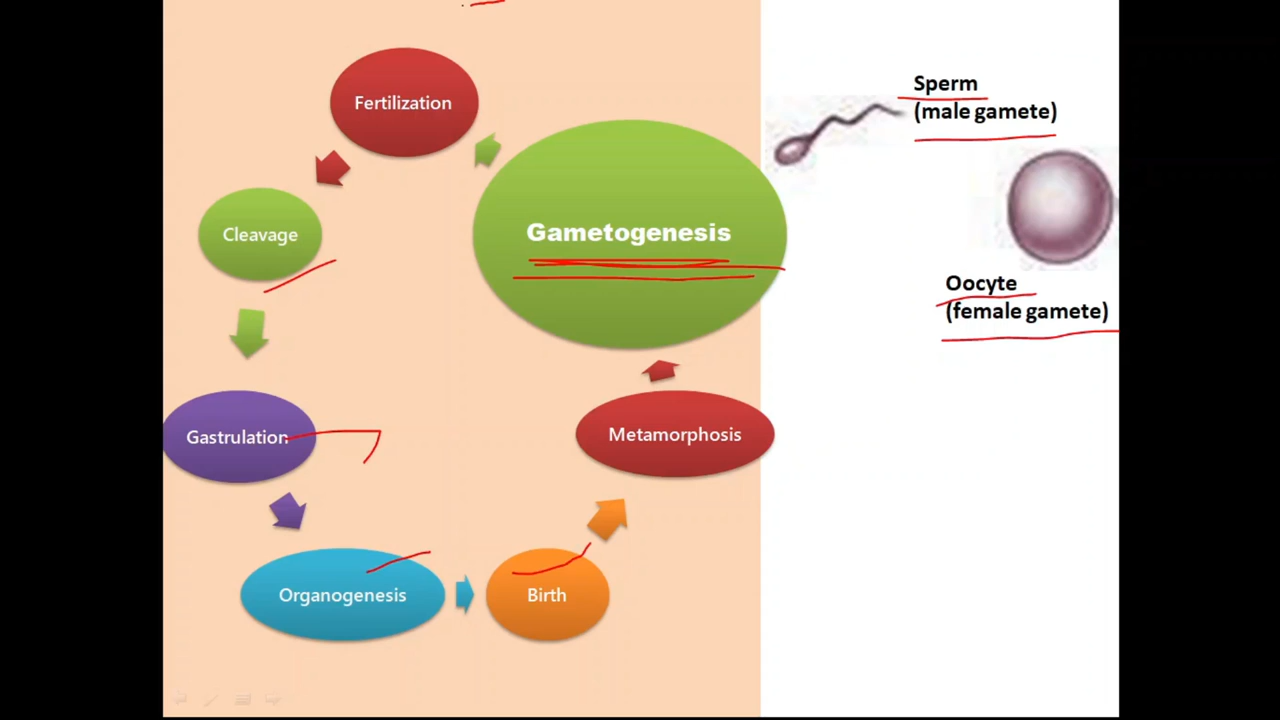 Fertilization
Sperm
(male gamete)
Cleavage
Gametogenesis
Oocyte
(female gamete)
Gastrulation
Metamorphosis
Organogenesis
Birth